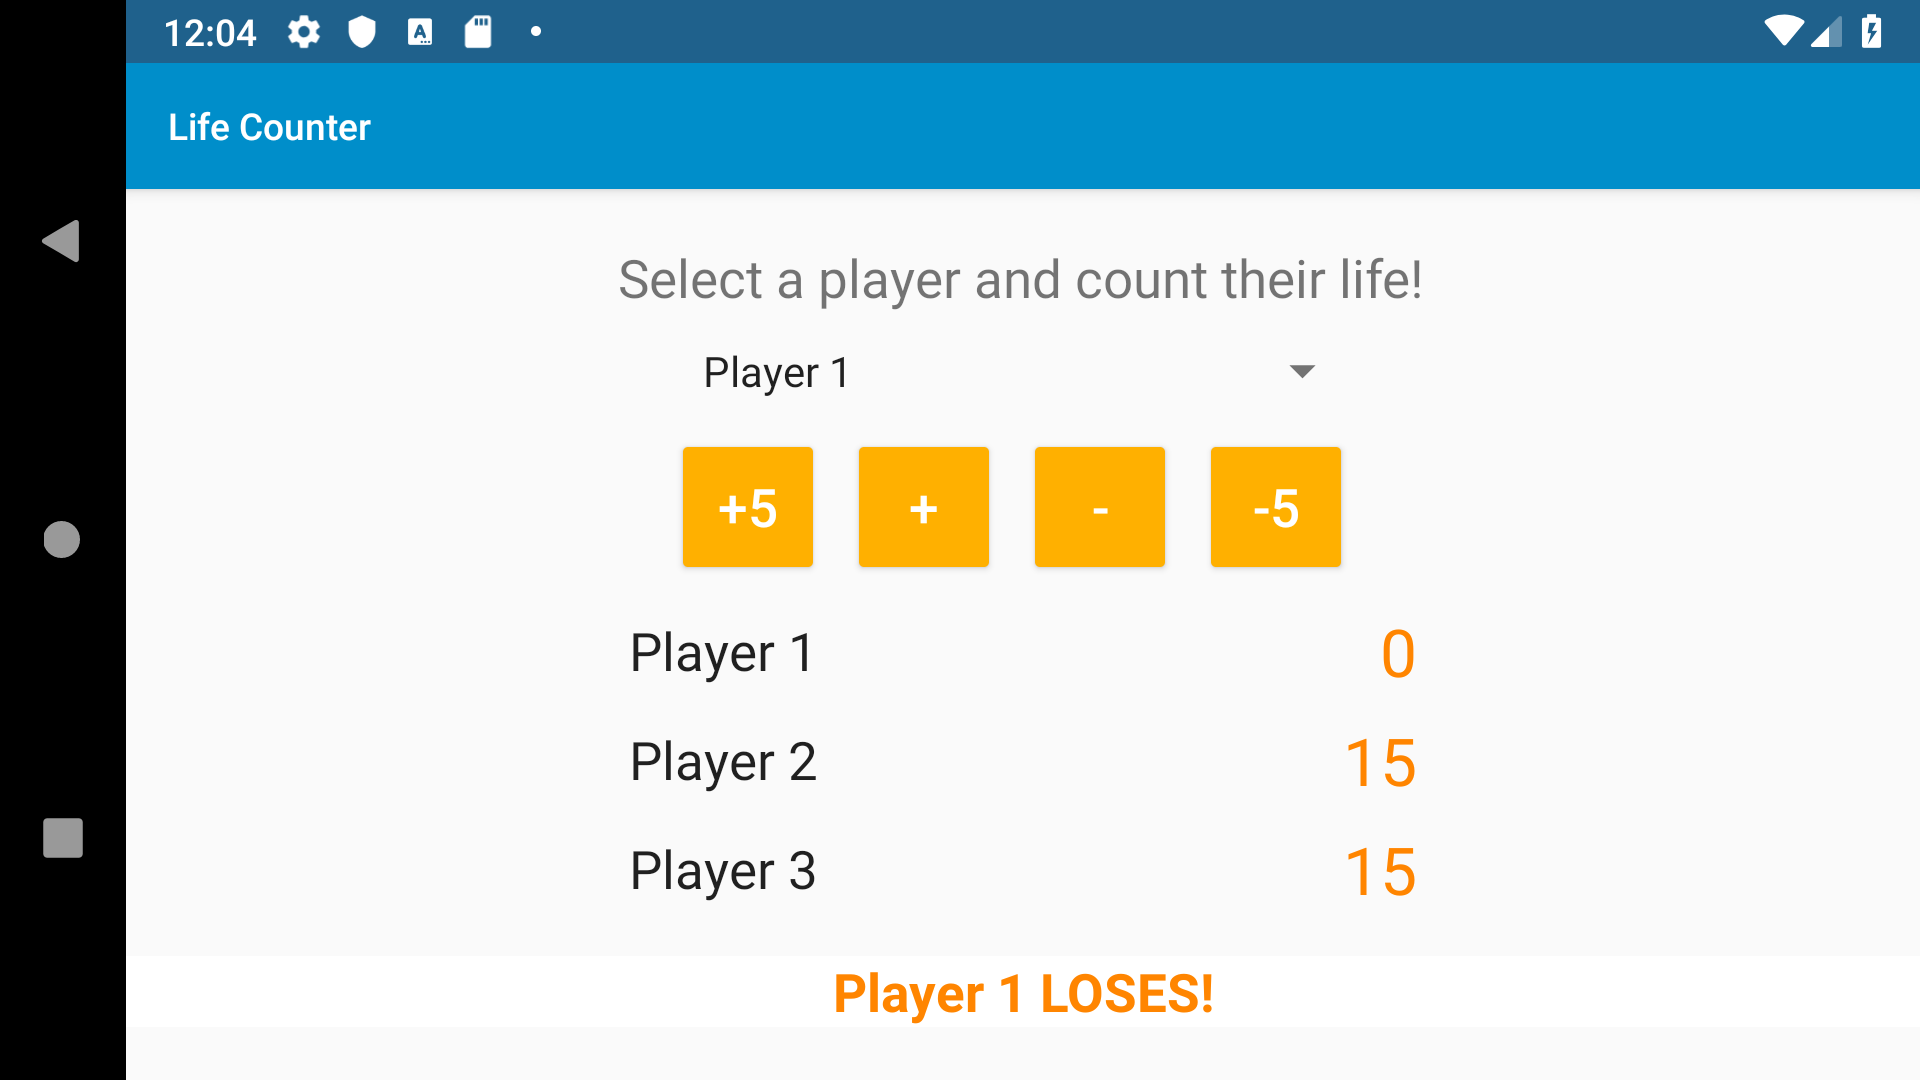 12:04
Life Counter
Select a player and count their life!
Player 1
+5 + - -5
Player 1 0
Player 2 15
Player 3 15
Player 1 LOSES!